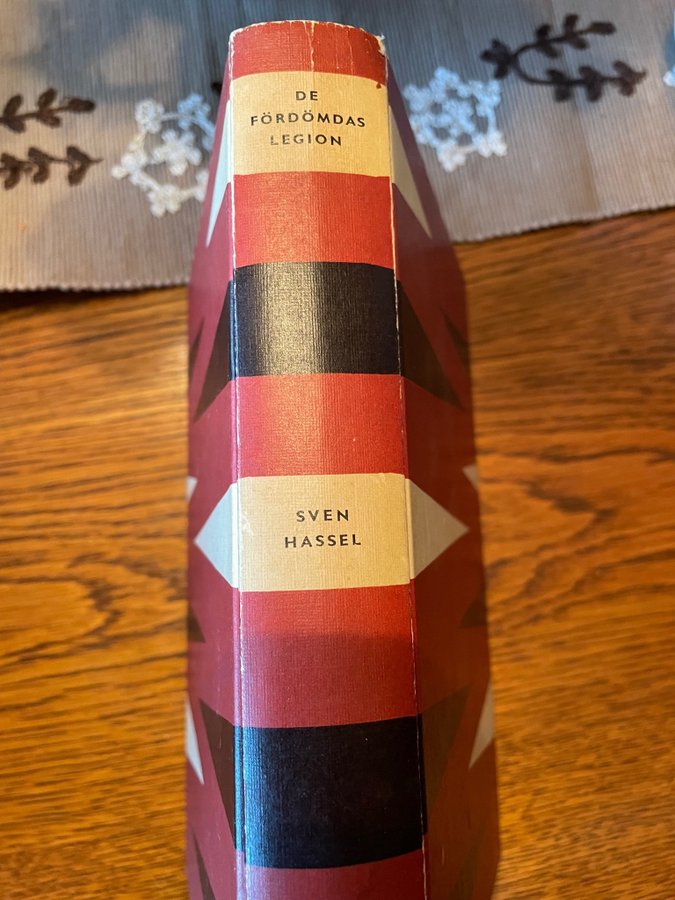 DE
FÖRDÖMDAS
LEGION
SVEN
HASSEL